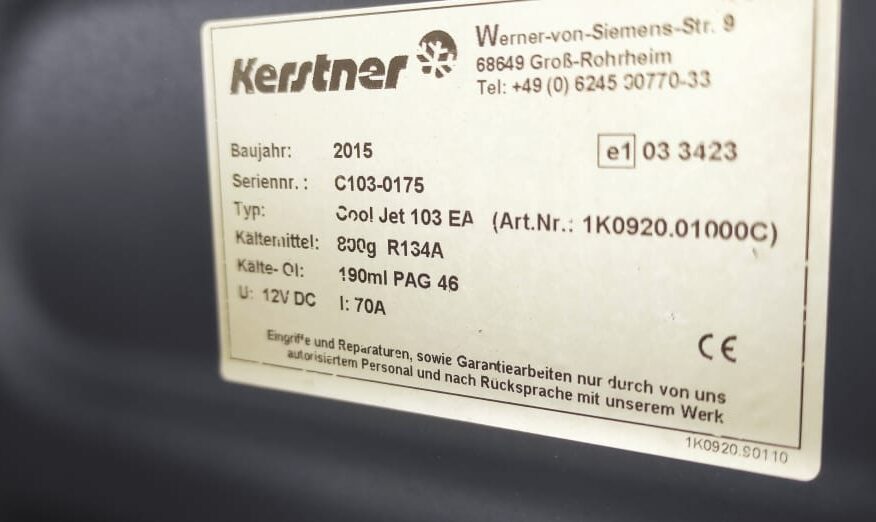 Kerstner
Werner-von-Siemens-Str. 9
68649 Groß-Rohrheim
Tel: +49 (0) 6245 90770-33
e1 03 3423
Baujahr: 2015
Seriennr.: C103-0175
Typ: Cool Jet 103 EA (Art.Nr.: 1K0920.01000C)
Kältemittel: 800g R134A
Kälte-Öl: 190ml PAG 46
U: 12V DC I: 70A
CE
Eingriffe und Reparaturen, sowie Garantiearbeiten nur durch von uns
autorisiertem Personal und nach Rücksprache mit unserem Werk
1K0920.S0110